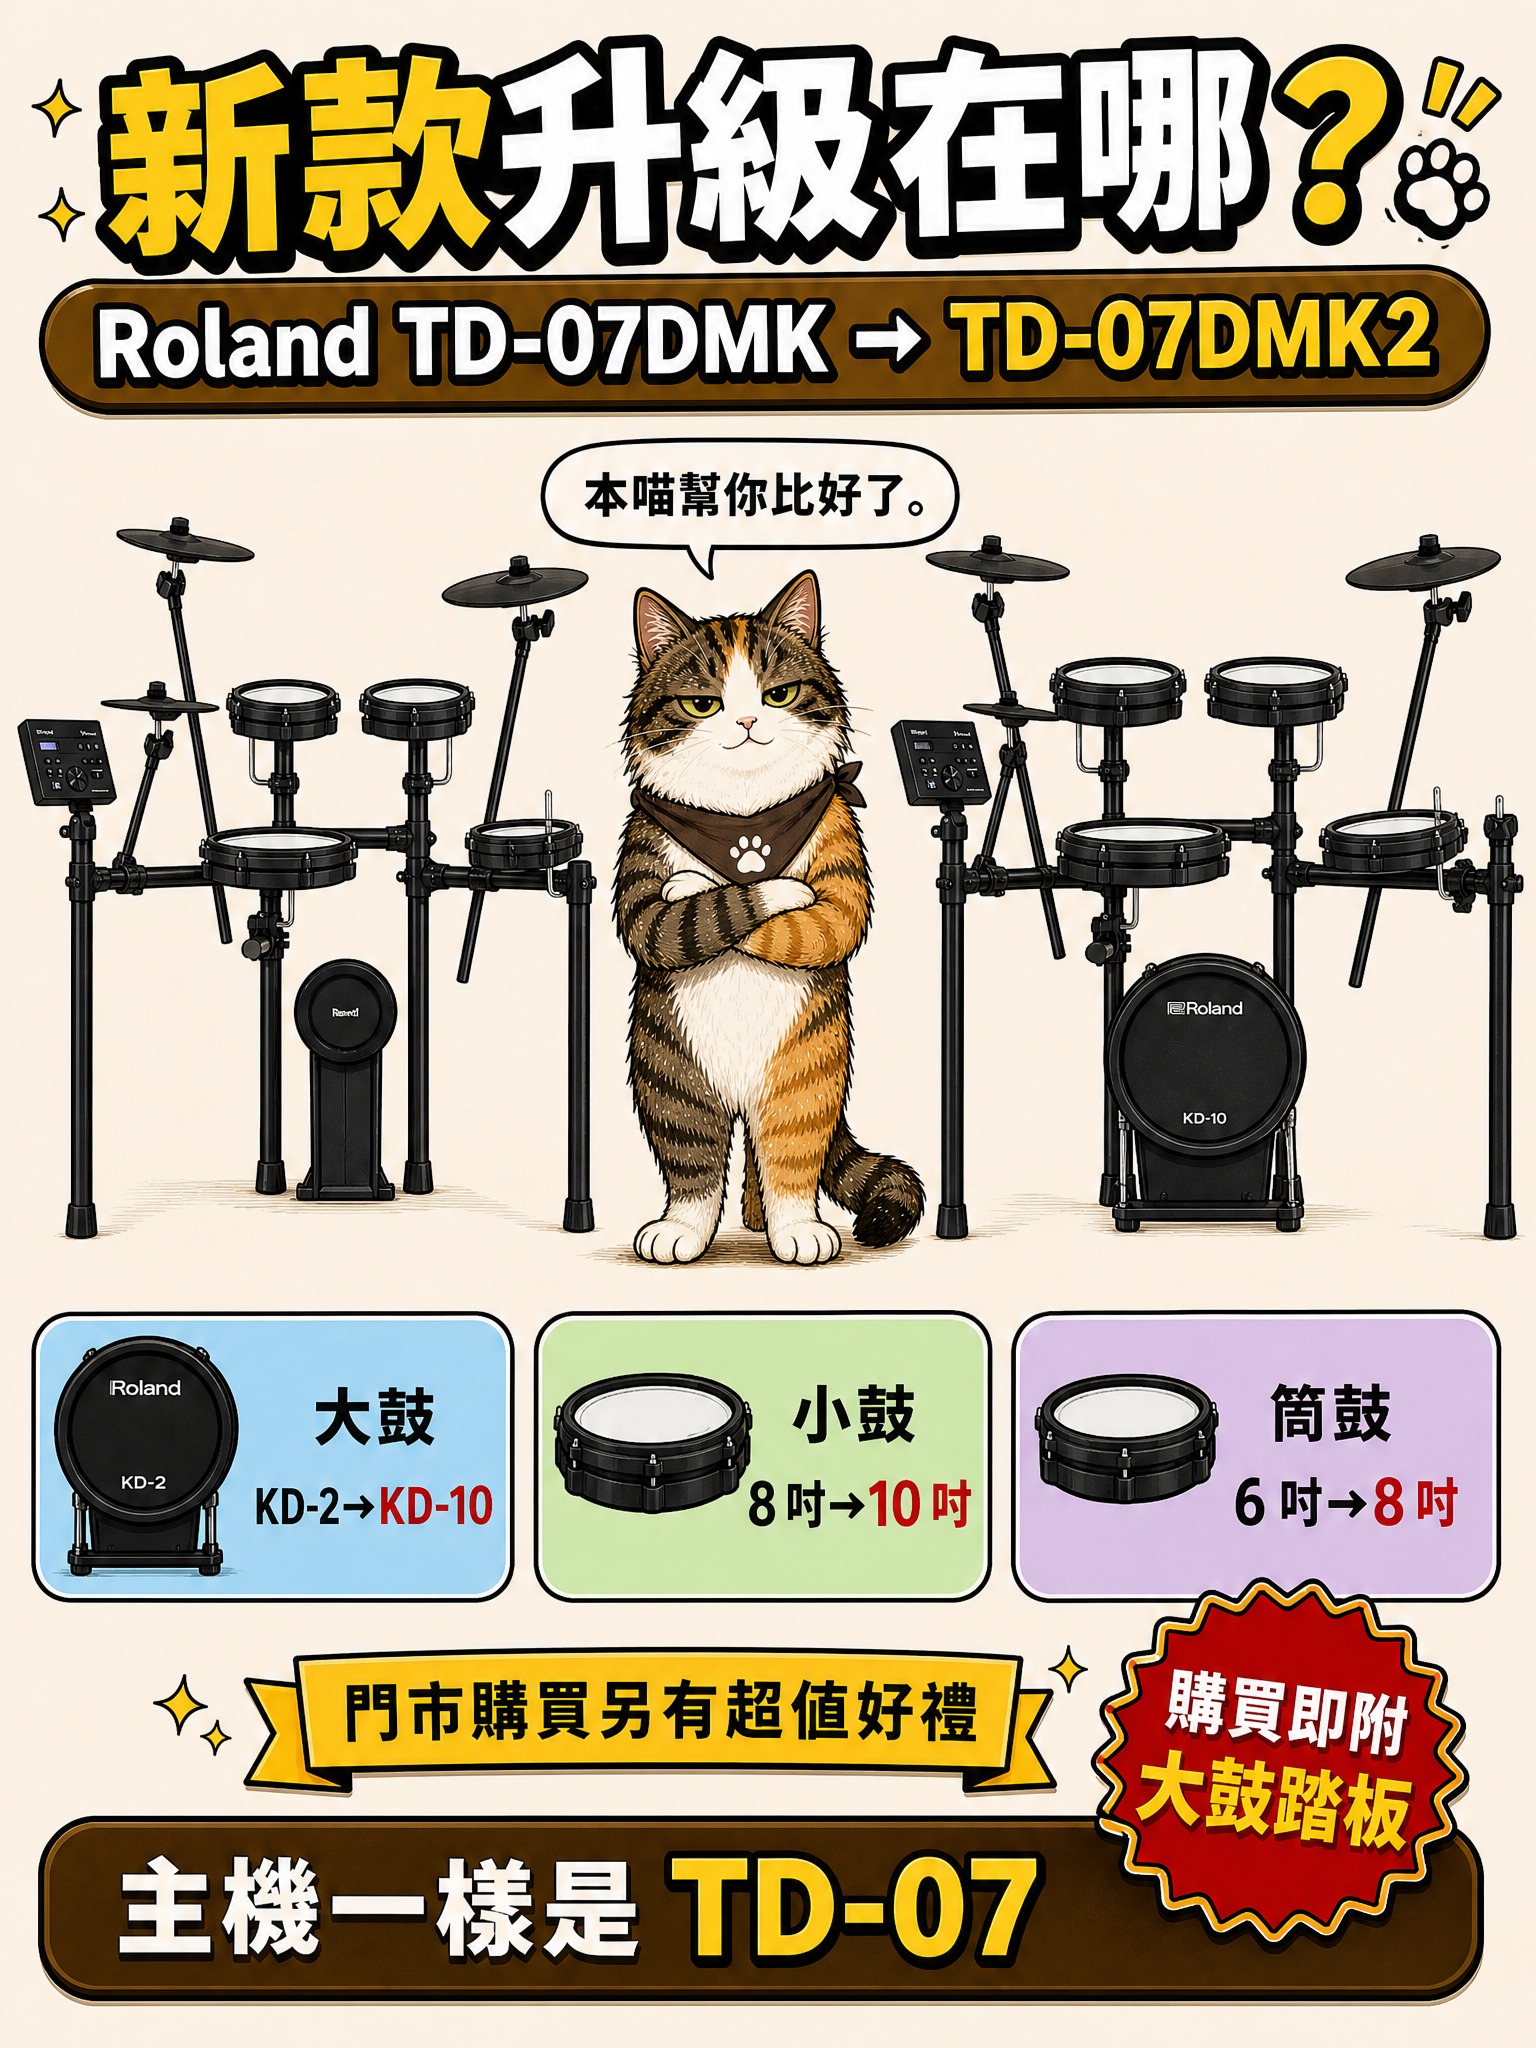 新款升級在哪?
Roland TD-07DMK → TD-07DMK2
本喵幫你比好了。
Roland
KD-10
Roland
KD-2
大鼓
KD-2→KD-10
小鼓
8吋→10吋
筒鼓
6吋→8吋
門市購買另有超值好禮
購買即附
大鼓踏板
主機一樣是 TD-07